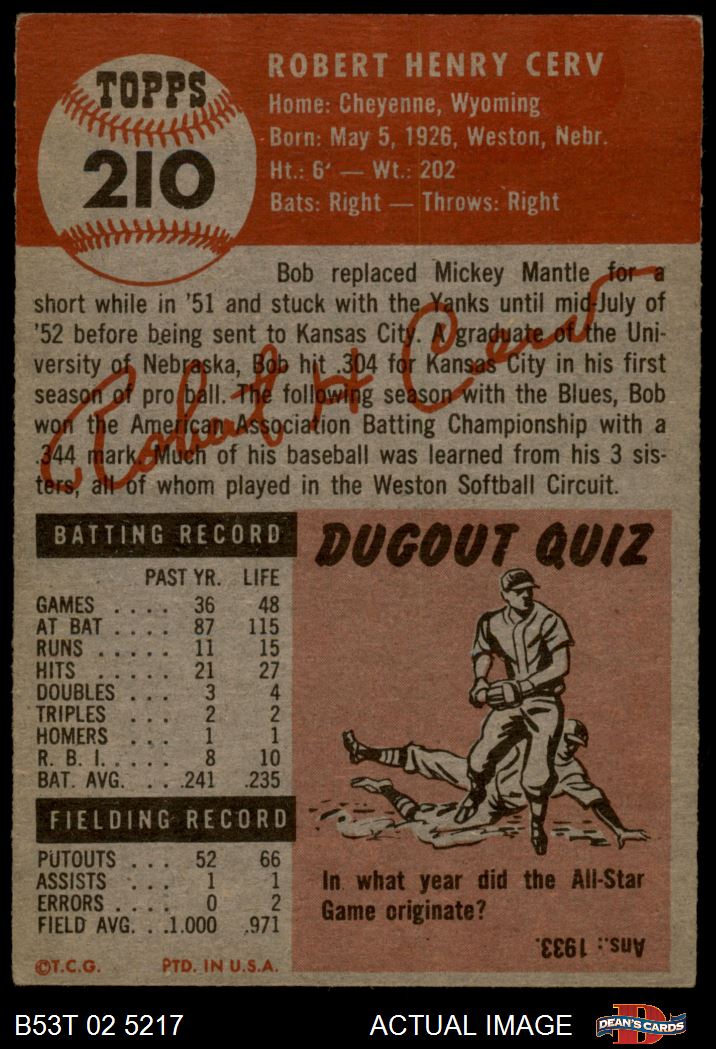 TOPPS
210
ROBERT HENRY CERV
Home: Cheyenne, Wyoming
Born: May 5, 1926, Weston, Nebr.
Ht.: 6' — Wt.: 202
Bats: Right — Throws: Right
Bob replaced Mickey Mantle for a
short while in '51 and stuck with the Yanks until mid-July of
'52 before being sent to Kansas City. A graduate of the Uni-
versity of Nebraska, Bob hit .304 for Kansas City in his first
season of pro ball. The following season with the Blues, Bob
won the American Association Batting Championship with a
.344 mark. Much of his baseball was learned from his 3 sis-
ters, all of whom played in the Weston Softball Circuit.
Robert H Cerv
BATTING RECORD
PAST YR. LIFE
GAMES .... 36 48
AT BAT .... 87 115
RUNS ..... 11 15
HITS ..... 21 27
DOUBLES ... 3 4
TRIPLES ... 2 2
HOMERS ... 1 1
R. B. I..... 8 10
BAT. AVG. ...241 .235
FIELDING RECORD
PUTOUTS ... 52 66
ASSISTS ... 1 1
ERRORS .... 0 2
FIELD AVG. ..1.000 .971
©T.C.G. PTD. IN U.S.A.
DUGOUT QUIZ
In what year did the All-Star
Game originate?
Ans.: 1933.
B53T 02 5217 ACTUAL IMAGE
DEAN'S CARDS